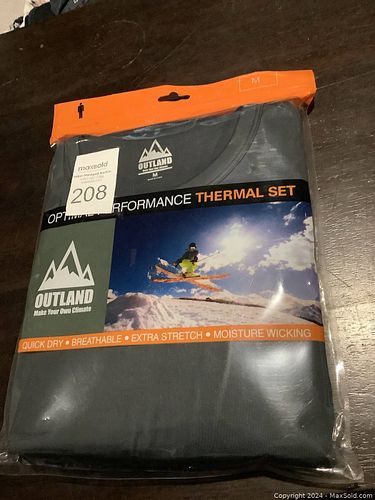 M
maxsold
208
OUTLAND
M
OPTIMAL PERFORMANCE THERMAL SET
OUTLAND
Make Your Own Climate
QUICK DRY • BREATHABLE • EXTRA STRETCH • MOISTURE WICKING
Copyright 2024 - MaxSold.com